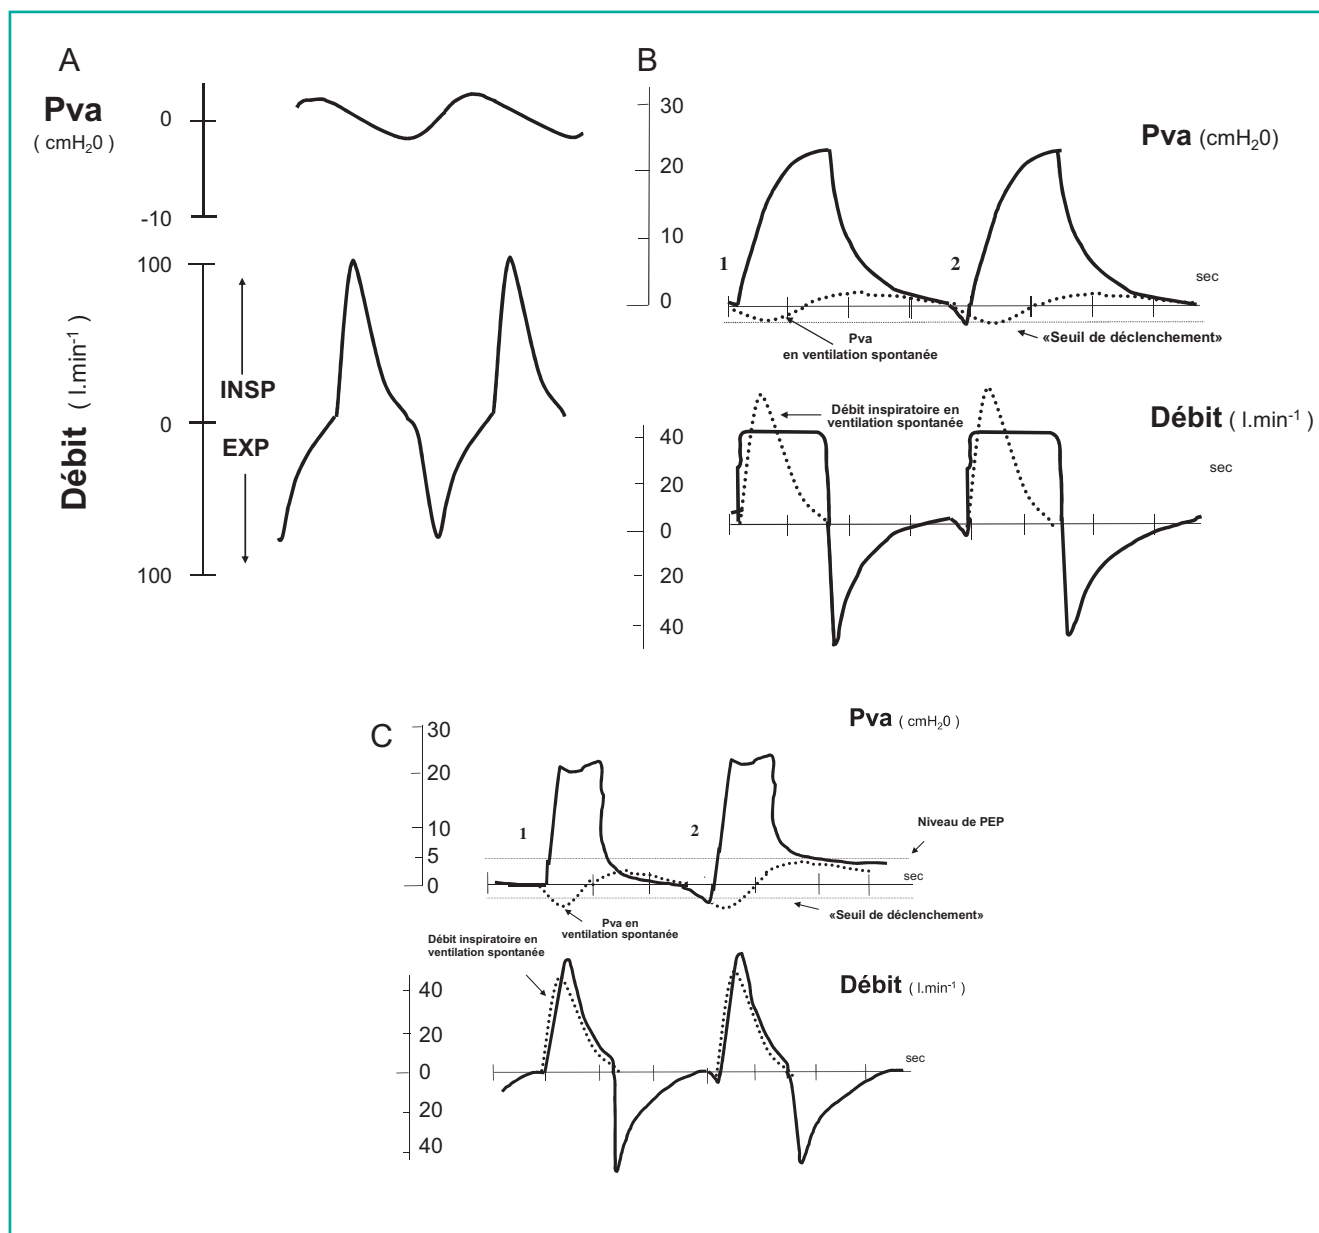 A
Pva
( cmH20 )
0
-10
100
INSP
0
EXP
100
Débit ( l.min-1 )
B
30
20
10
0
Pva (cmH20)
1
2
sec
Pva
en ventilation spontanée
«Seuil de déclenchement»
Débit inspiratoire en
ventilation spontanée
Débit ( l.min-1 )
40
20
0
20
40
sec
C
30
20
10
5
0
Pva ( cmH20 )
1
2
Niveau de PEP
sec
«Seuil de déclenchement»
Pva en
ventilation spontanée
Débit inspiratoire en
ventilation spontanée
Débit ( l.min-1 )
40
20
0
20
40
sec